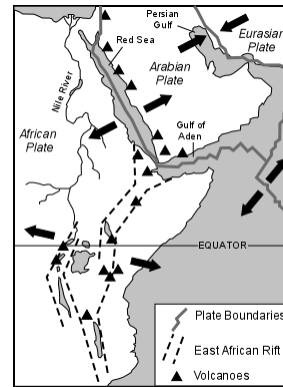 Persian
Gulf
Eurasian
Plate
Red Sea
Arabian
Plate
Nile River
African
Plate
Gulf of
Aden
EQUATOR
Plate Boundaries
East African Rift
Volcanoes